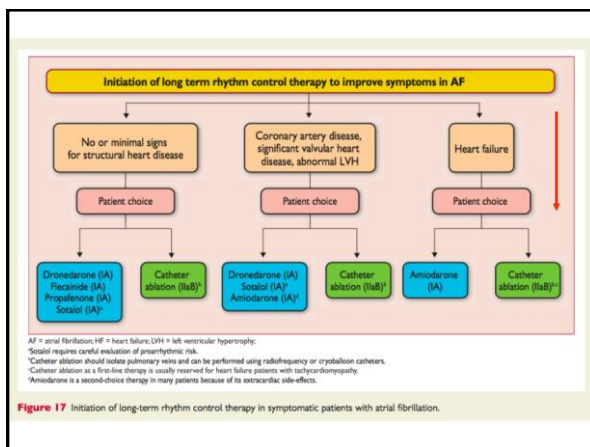 Initiation of long term rhythm control therapy to improve symptoms in AF
No or minimal signs
for structural heart disease
Coronary artery disease,
significant valvular heart
disease, abnormal LVH
Heart failure
Patient choice
Patient choice
Patient choice
Dronedarone (IA)
Flecainide (IA)
Propafenone (IA)
Sotalol (IA)ᵃ
Catheter
ablation (IIaB)ᵇ
Dronedarone (IA)
Sotalol (IA)ᵃ
Amiodarone (IA)ᵈ
Catheter
ablation (IIaB)ᵇ
Amiodarone
(IA)
Catheter
ablation (IIaB)ᵇ,ᶜ
AF = atrial fibrillation; HF = heart failure; LVH = left ventricular hypertrophy;
ᵃSotalol requires careful evaluation of proarrhythmic risk.
ᵇCatheter ablation should isolate pulmonary veins and can be performed using radiofrequency or cryoballoon catheters.
ᶜCatheter ablation as a first-line therapy is usually reserved for heart failure patients with tachycardiomyopathy.
ᵈAmiodarone is a second-choice therapy in many patients because of its extracardiac side-effects.
Figure 17 Initiation of long-term rhythm control therapy in symptomatic patients with atrial fibrillation.